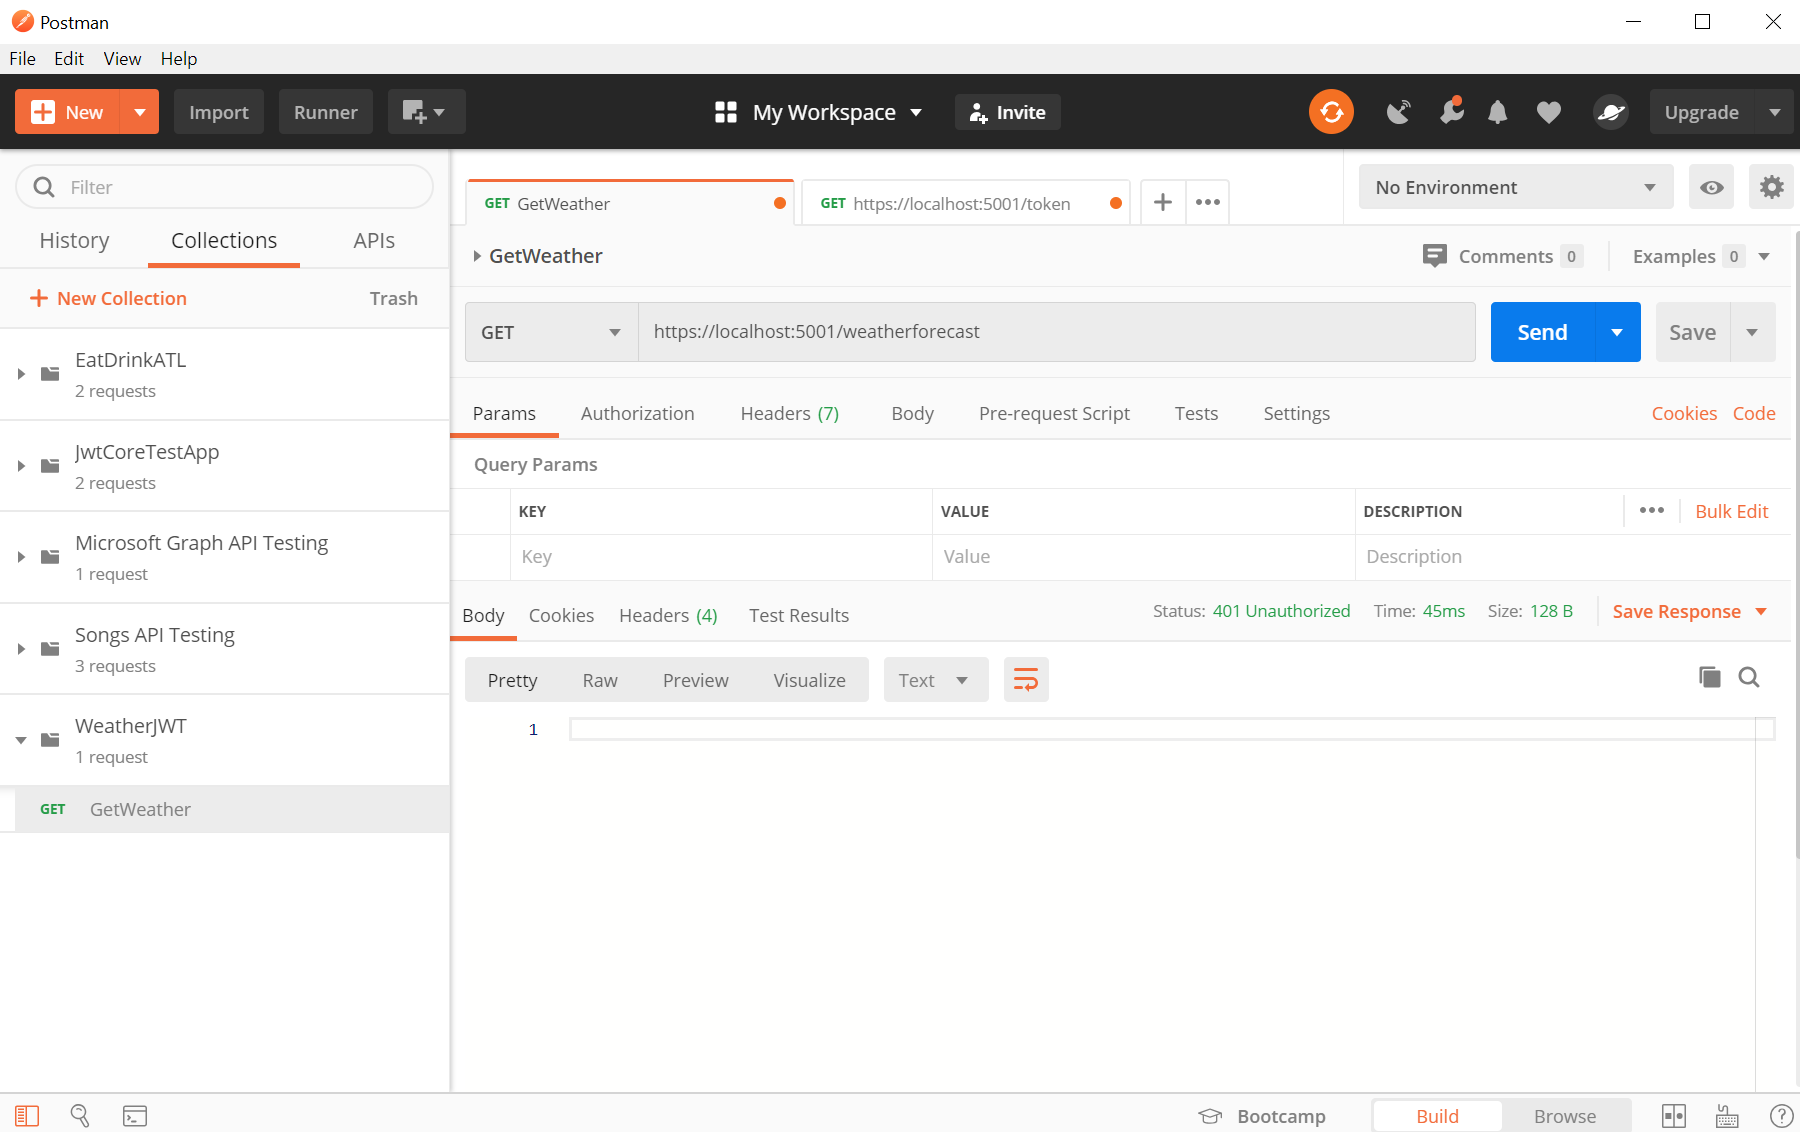 Postman
File Edit View Help
New Import Runner My Workspace Invite Upgrade
Filter
History Collections APIs
+ New Collection Trash
EatDrinkATL
2 requests
JwtCoreTestApp
2 requests
Microsoft Graph API Testing
1 request
Songs API Testing
3 requests
WeatherJWT
1 request
GET GetWeather
GET GetWeather GET https://localhost:5001/token + ••• No Environment
GetWeather Comments 0 Examples 0
GET https://localhost:5001/weatherforecast Send Save
Params Authorization Headers (7) Body Pre-request Script Tests Settings Cookies Code
Query Params
KEY VALUE DESCRIPTION ••• Bulk Edit
Key Value Description
Body Cookies Headers (4) Test Results Status: 401 Unauthorized Time: 45ms Size: 128 B Save Response
Pretty Raw Preview Visualize Text
1
Bootcamp Build Browse ?